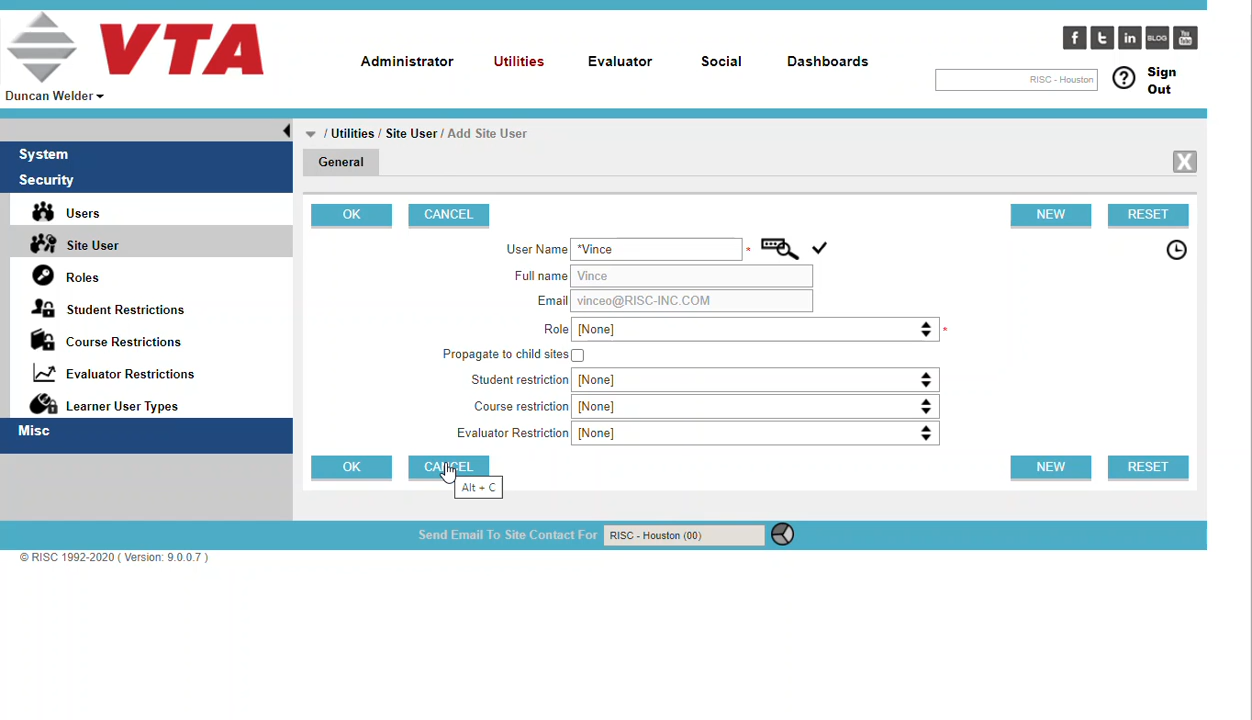 VTA
Duncan Welder
Administrator
Utilities
Evaluator
Social
Dashboards
f t in BLOG You Tube
RISC - Houston
?
Sign
Out
/ Utilities / Site User / Add Site User
System
Security
Users
Site User
Roles
Student Restrictions
Course Restrictions
Evaluator Restrictions
Learner User Types
Misc
General
X
OK
CANCEL
NEW
RESET
User Name *Vince *
Full name Vince
Email vinceo@RISC-INC.COM
Role [None] *
Propagate to child sites
Student restriction [None]
Course restriction [None]
Evaluator Restriction [None]
OK
CANCEL
NEW
RESET
Alt + C
Send Email To Site Contact For RISC - Houston (00)
© RISC 1992-2020 ( Version: 9.0.0.7 )